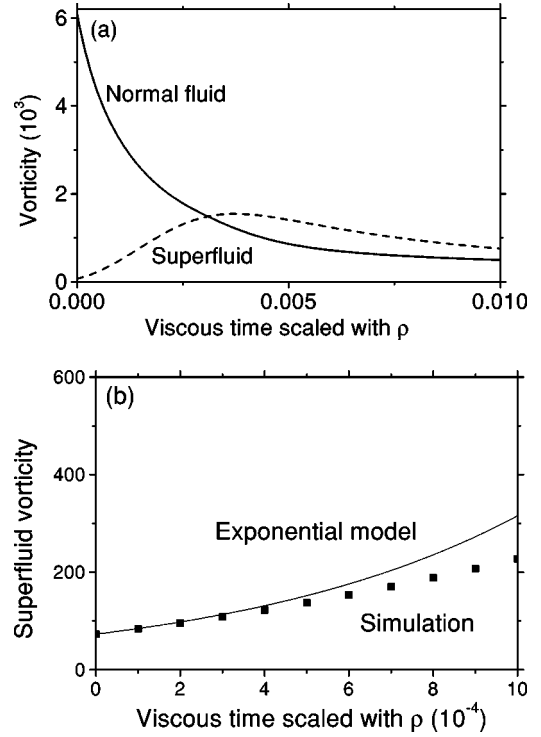 (a)
6
4
2
0
Vorticity (10³)
Normal fluid
Superfluid
0.000
0.005
0.010
Viscous time scaled with ρ
(b)
600
400
200
0
Superfluid vorticity
Exponential model
Simulation
0
2
4
6
8
10
Viscous time scaled with ρ (10⁻⁴)